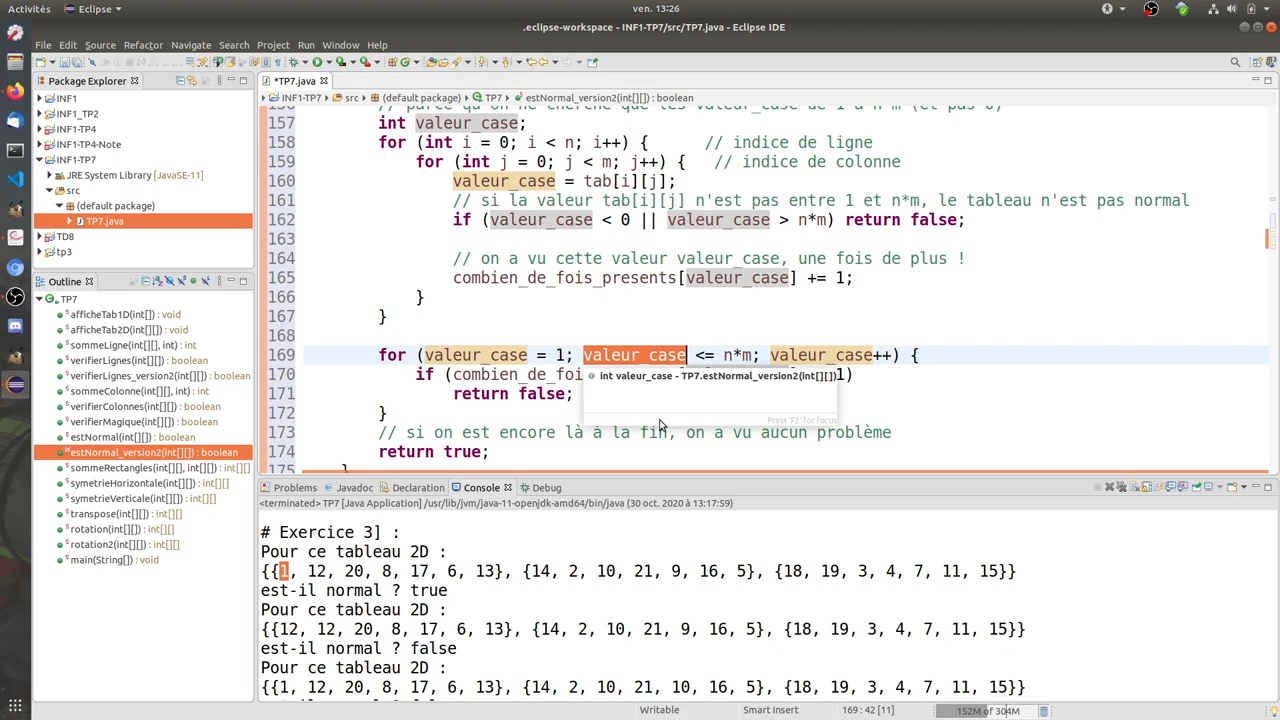 Activités
Eclipse
ven. 13:26
.eclipse-workspace - INF1-TP7/src/TP7.java - Eclipse IDE
File Edit Source Refactor Navigate Search Project Run Window Help
Package Explorer
INF1
INF1_TP2
INF1-TP4
INF1-TP4-Note
INF1-TP7
JRE System Library [JavaSE-11]
src
(default package)
TP7.java
TD8
tp3
Outline
TP7
afficheTab1D(int[]) : void
afficheTab2D(int[][]) : void
sommeLigne(int[][], int) : int
verifierLignes(int[][]) : boolean
verifierLignes_version2(int[][]) : boolean
sommeColonne(int[][], int) : int
verifierColonnes(int[][]) : boolean
verifierMagique(int[][]) : boolean
estNormal(int[][]) : boolean
estNormal_version2(int[][]) : boolean
sommeRectangles(int[][], int[][]) : int[][]
symetrieHorizontale(int[][]) : int[][]
symetrieVerticale(int[][]) : int[][]
transpose(int[][]) : int[][]
rotation(int[][]) : int[][]
rotation2(int[][]) : int[][]
main(String[]) : void
*TP7.java
INF1-TP7 src (default package) TP7 estNormal_version2(int[][]) : boolean
156 // parce qu'on ne cherche que les valeur_case de 1 à n*m (et pas 0)
157 int valeur_case;
158 for (int i = 0; i < n; i++) { // indice de ligne
159 for (int j = 0; j < m; j++) { // indice de colonne
160 valeur_case = tab[i][j];
161 // si la valeur tab[i][j] n'est pas entre 1 et n*m, le tableau n'est pas normal
162 if (valeur_case < 0 || valeur_case > n*m) return false;
163
164 // on a vu cette valeur valeur_case, une fois de plus !
165 combien_de_fois_presents[valeur_case] += 1;
166 }
167 }
168
169 for (valeur_case = 1; valeur_case <= n*m; valeur_case++) {
170 if (combien_de_foi 1)
int valeur_case - TP7.estNormal_version2(int[][])
171 return false;
Press 'F2' for focus
172 }
173 // si on est encore là à la fin, on a vu aucun problème
174 return true;
175 }
Problems Javadoc Declaration Console Debug
<terminated> TP7 [Java Application] /usr/lib/jvm/java-11-openjdk-amd64/bin/java (30 oct. 2020 à 13:17:59)
# Exercice 3] :
Pour ce tableau 2D :
{{1, 12, 20, 8, 17, 6, 13}, {14, 2, 10, 21, 9, 16, 5}, {18, 19, 3, 4, 7, 11, 15}}
est-il normal ? true
Pour ce tableau 2D :
{{12, 12, 20, 8, 17, 6, 13}, {14, 2, 10, 21, 9, 16, 5}, {18, 19, 3, 4, 7, 11, 15}}
est-il normal ? false
Pour ce tableau 2D :
{{1, 12, 20, 8, 17, 6, 13}, {14, 2, 10, 21, 10, 16, 5}, {18, 19, 3, 4, 7, 11, 15}}
Writable
Smart Insert
169 : 42 [11]
152M of 304M